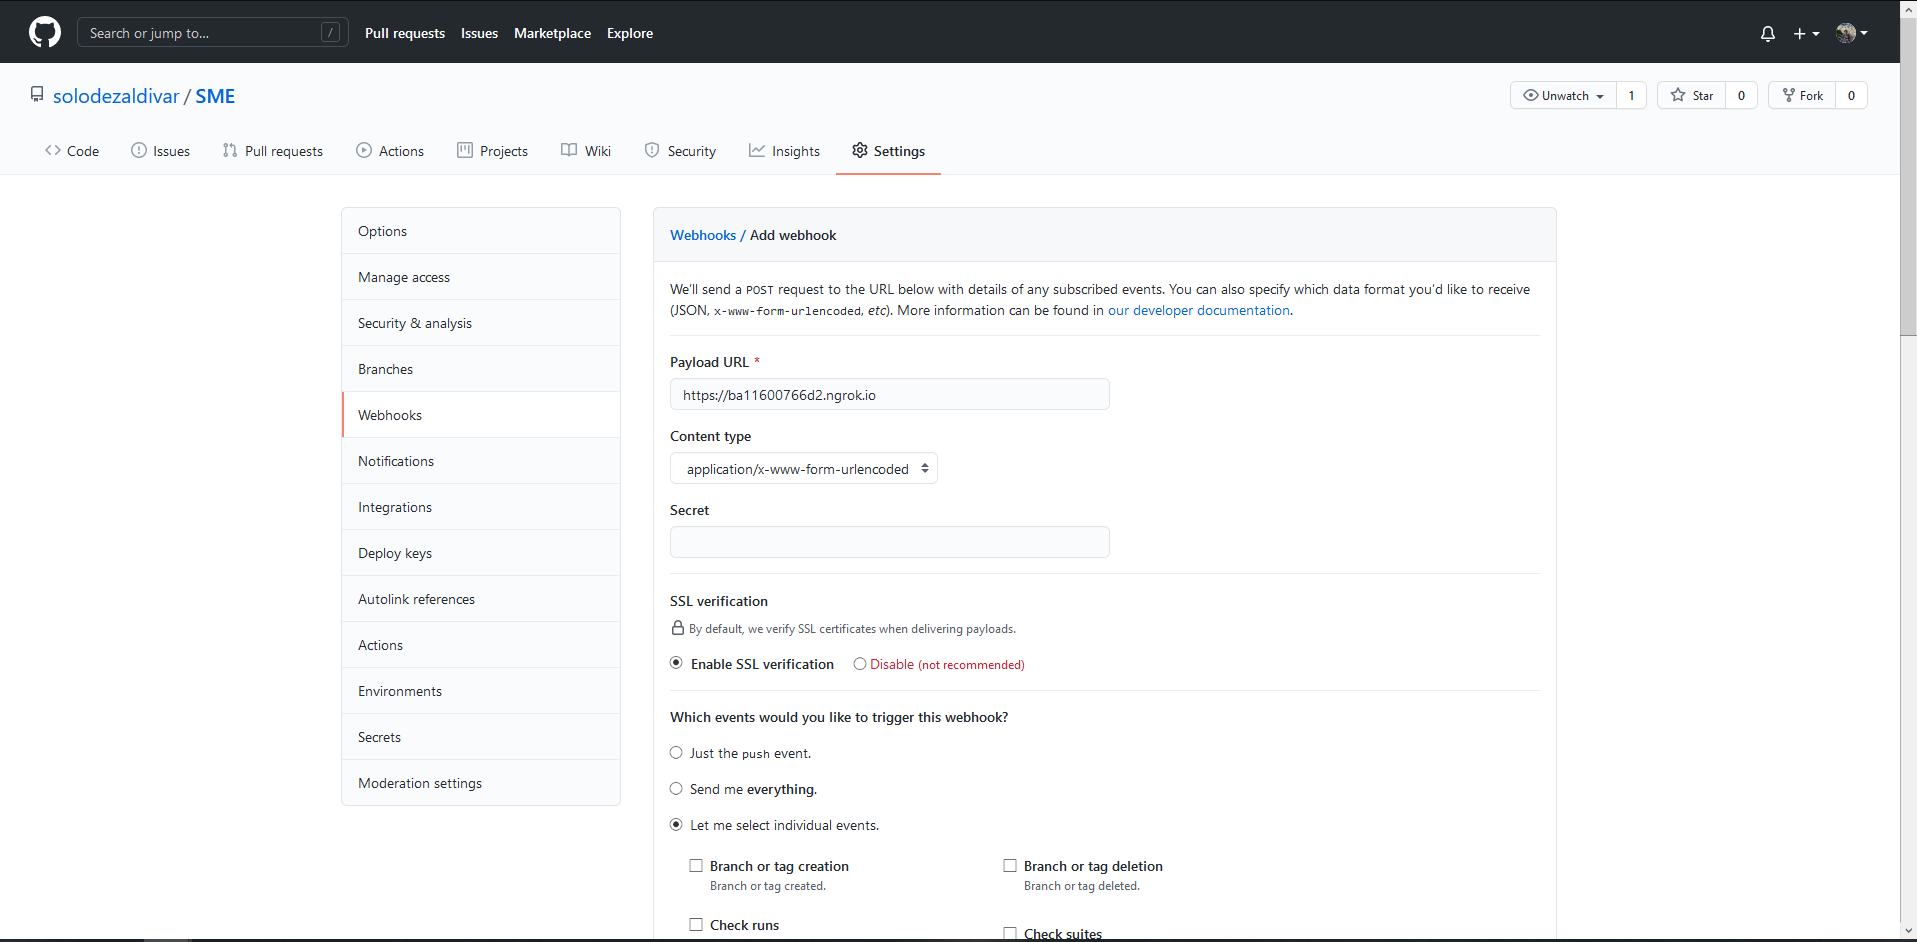 Search or jump to... /
Pull requests Issues Marketplace Explore
solodezaldivar / SME
Unwatch 1 Star 0 Fork 0
Code Issues Pull requests Actions Projects Wiki Security Insights Settings
Options
Manage access
Security & analysis
Branches
Webhooks
Notifications
Integrations
Deploy keys
Autolink references
Actions
Environments
Secrets
Moderation settings
Webhooks / Add webhook
We'll send a POST request to the URL below with details of any subscribed events. You can also specify which data format you'd like to receive
(JSON, x-www-form-urlencoded, etc). More information can be found in our developer documentation.
Payload URL *
https://ba11600766d2.ngrok.io
Content type
application/x-www-form-urlencoded
Secret
SSL verification
By default, we verify SSL certificates when delivering payloads.
Enable SSL verification Disable (not recommended)
Which events would you like to trigger this webhook?
Just the push event.
Send me everything.
Let me select individual events.
Branch or tag creation
Branch or tag created.
Branch or tag deletion
Branch or tag deleted.
Check runs
Check suites